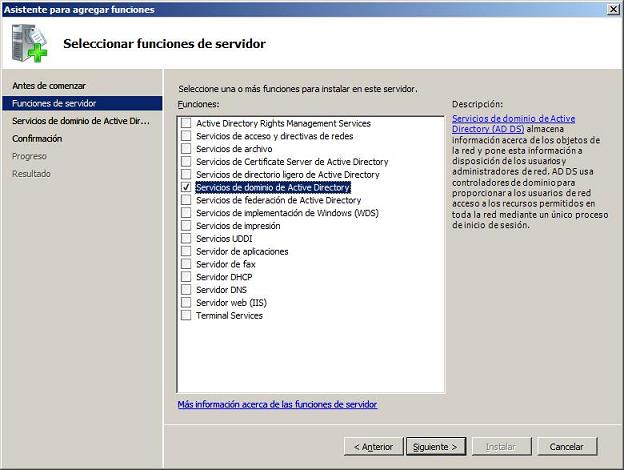 Asistente para agregar funciones
Seleccionar funciones de servidor
Antes de comenzar
Funciones de servidor
Servicios de dominio de Active Dir...
Confirmación
Progreso
Resultado
Seleccione una o más funciones para instalar en este servidor.
Funciones:
Active Directory Rights Management Services
Servicios de acceso y directivas de redes
Servicios de archivo
Servicios de Certificate Server de Active Directory
Servicios de directorio ligero de Active Directory
Servicios de dominio de Active Directory
Servicios de federación de Active Directory
Servicios de implementación de Windows (WDS)
Servicios de impresión
Servicios UDDI
Servidor de aplicaciones
Servidor de fax
Servidor DHCP
Servidor DNS
Servidor web (IIS)
Terminal Services
Más información acerca de las funciones de servidor
Descripción:
Servicios de dominio de Active
Directory (AD DS) almacena
información acerca de los objetos de
la red y pone esta información a
disposición de los usuarios y
administradores de red. AD DS usa
controladores de dominio para
proporcionar a los usuarios de red
acceso a los recursos permitidos en
toda la red mediante un único proceso
de inicio de sesión.
< Anterior
Siguiente >
Instalar
Cancelar